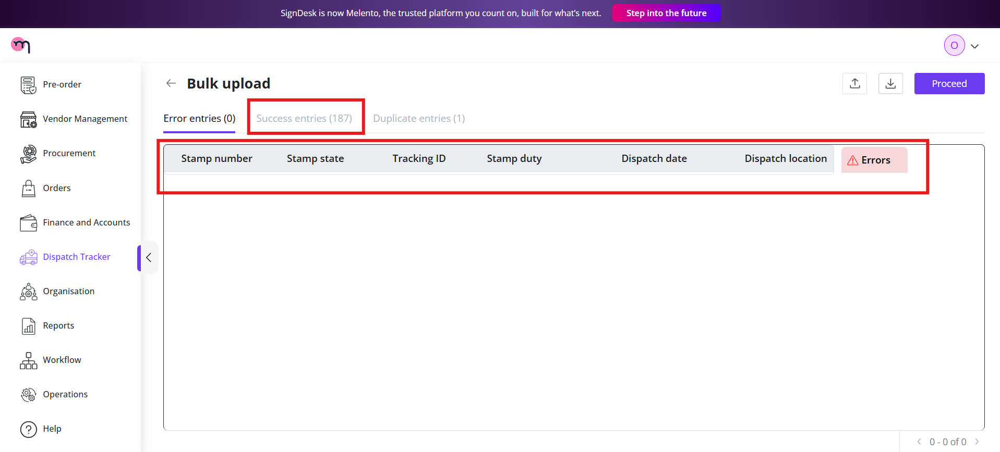 SignDesk is now Melento, the trusted platform you count on, built for what's next. Step into the future
m
O
Pre-order
Vendor Management
Procurement
Orders
Finance and Accounts
Dispatch Tracker
Organisation
Reports
Workflow
Operations
Help
Bulk upload
Proceed
Error entries (0) Success entries (187) Duplicate entries (1)
Stamp number Stamp state Tracking ID Stamp duty Dispatch date Dispatch location Errors
0 - 0 of 0